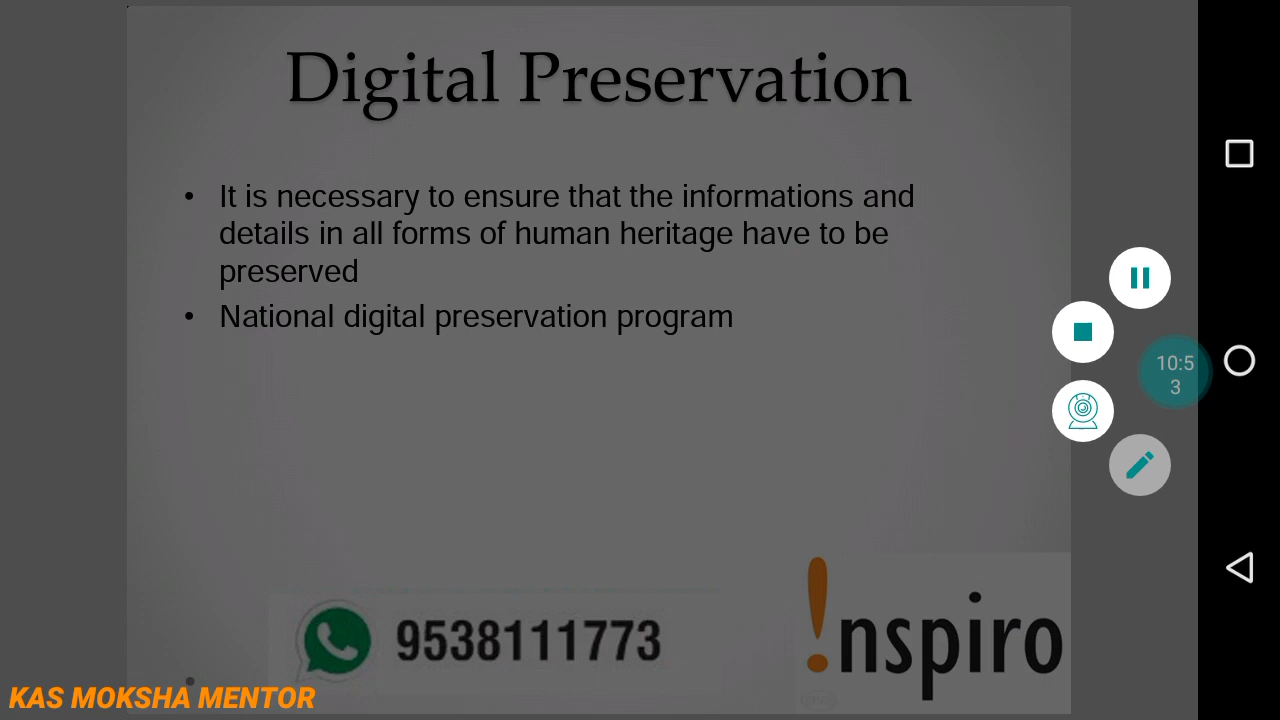 Digital Preservation
• It is necessary to ensure that the informations and
details in all forms of human heritage have to be
preserved
• National digital preservation program
10:5
3
9538111773
!nspiro
KAS MOKSHA MENTOR